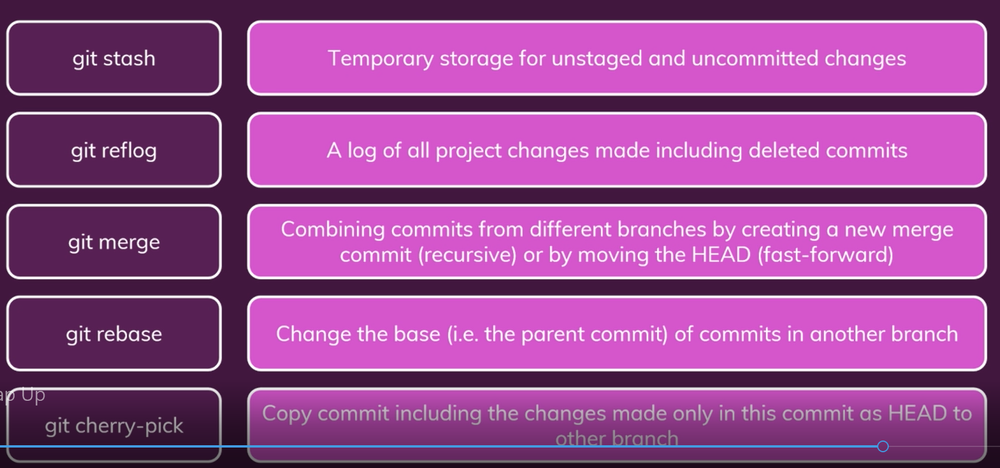 git stash
Temporary storage for unstaged and uncommitted changes
git reflog
A log of all project changes made including deleted commits
git merge
Combining commits from different branches by creating a new merge
commit (recursive) or by moving the HEAD (fast-forward)
git rebase
Change the base (i.e. the parent commit) of commits in another branch
Up
git cherry-pick
Copy commit including the changes made only in this commit as HEAD to
other branch